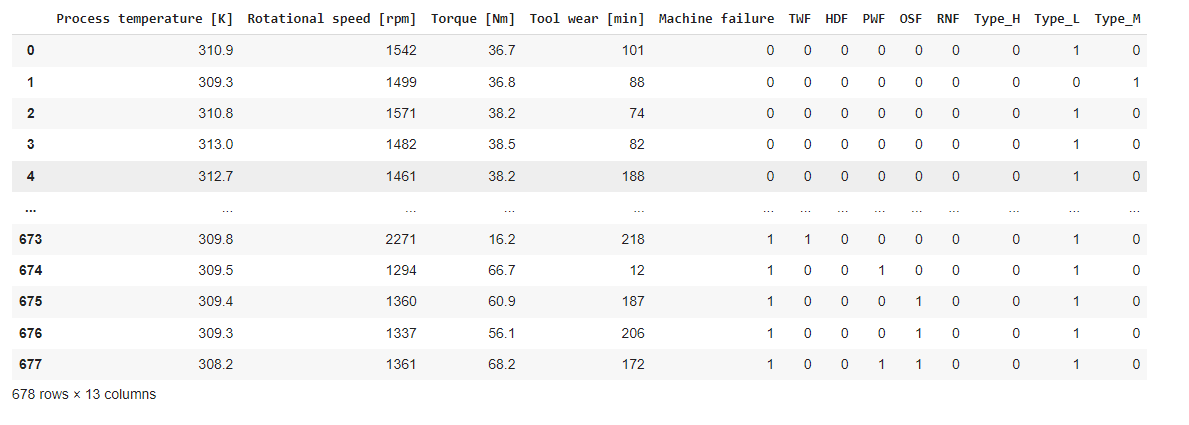 Process temperature [K] Rotational speed [rpm] Torque [Nm] Tool wear [min] Machine failure TWF HDF PWF OSF RNF Type_H Type_L Type_M
0 310.9 1542 36.7 101 0 0 0 0 0 0 0 1 0
1 309.3 1499 36.8 88 0 0 0 0 0 0 0 0 1
2 310.8 1571 38.2 74 0 0 0 0 0 0 0 1 0
3 313.0 1482 38.5 82 0 0 0 0 0 0 0 1 0
4 312.7 1461 38.2 188 0 0 0 0 0 0 0 1 0
... ... ... ... ... ... ... ... ... ... ... ... ... ...
673 309.8 2271 16.2 218 1 1 0 0 0 0 0 1 0
674 309.5 1294 66.7 12 1 0 0 1 0 0 0 1 0
675 309.4 1360 60.9 187 1 0 0 0 1 0 0 1 0
676 309.3 1337 56.1 206 1 0 0 0 1 0 0 1 0
677 308.2 1361 68.2 172 1 0 0 1 1 0 0 1 0
678 rows × 13 columns